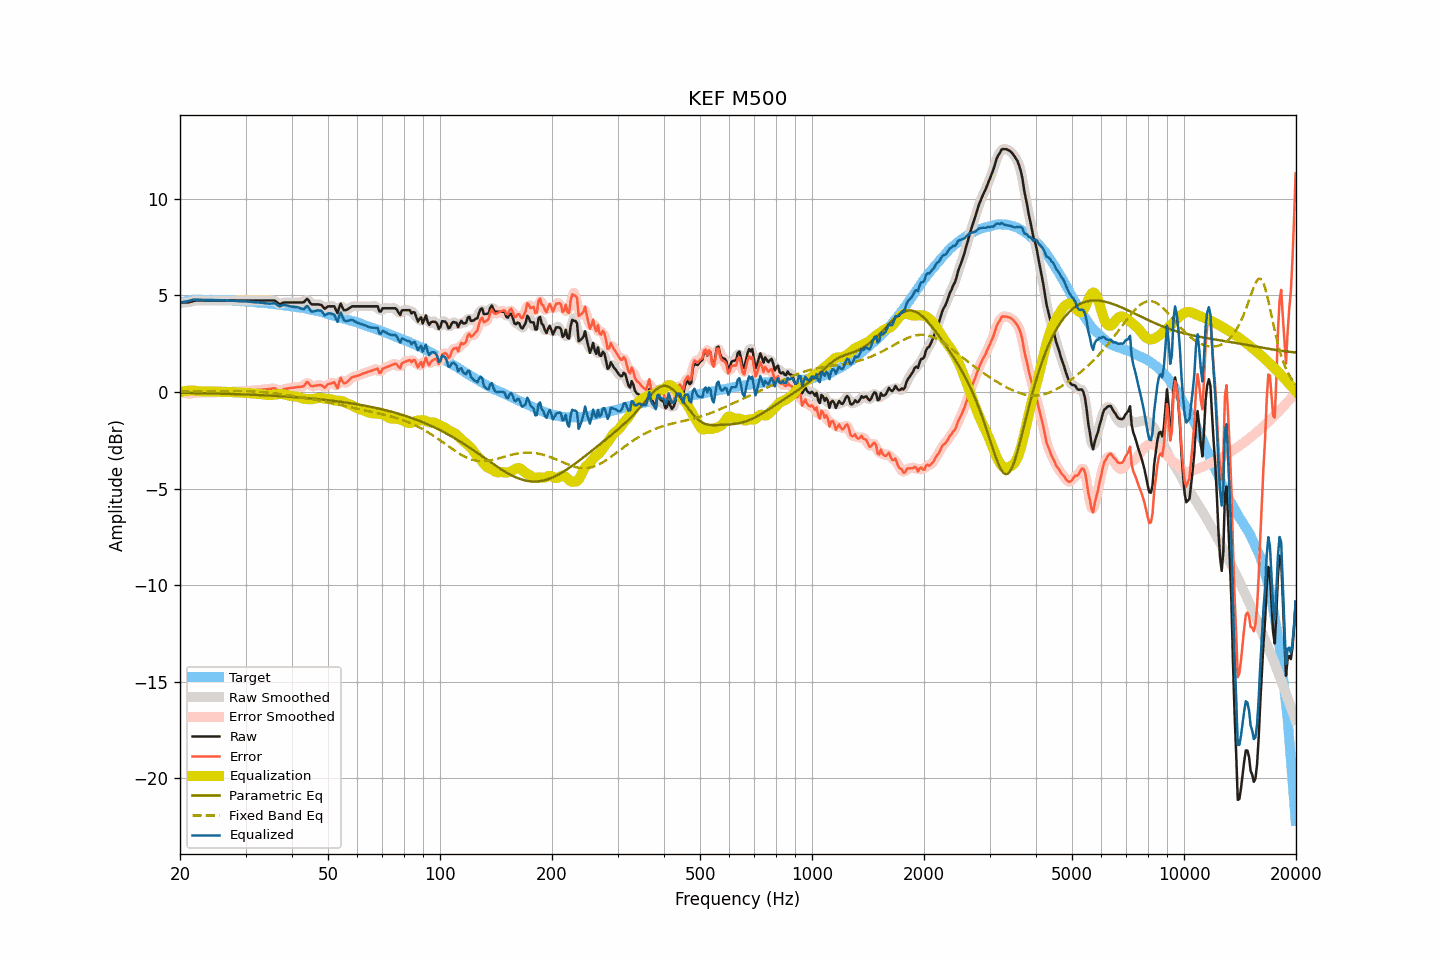 KEF M500
Amplitude (dBr)
10
5
0
−5
−10
−15
−20
Target
Raw Smoothed
Error Smoothed
Raw
Error
Equalization
Parametric Eq
Fixed Band Eq
Equalized
20 50 100 200 500 1000 2000 5000 10000 20000
Frequency (Hz)